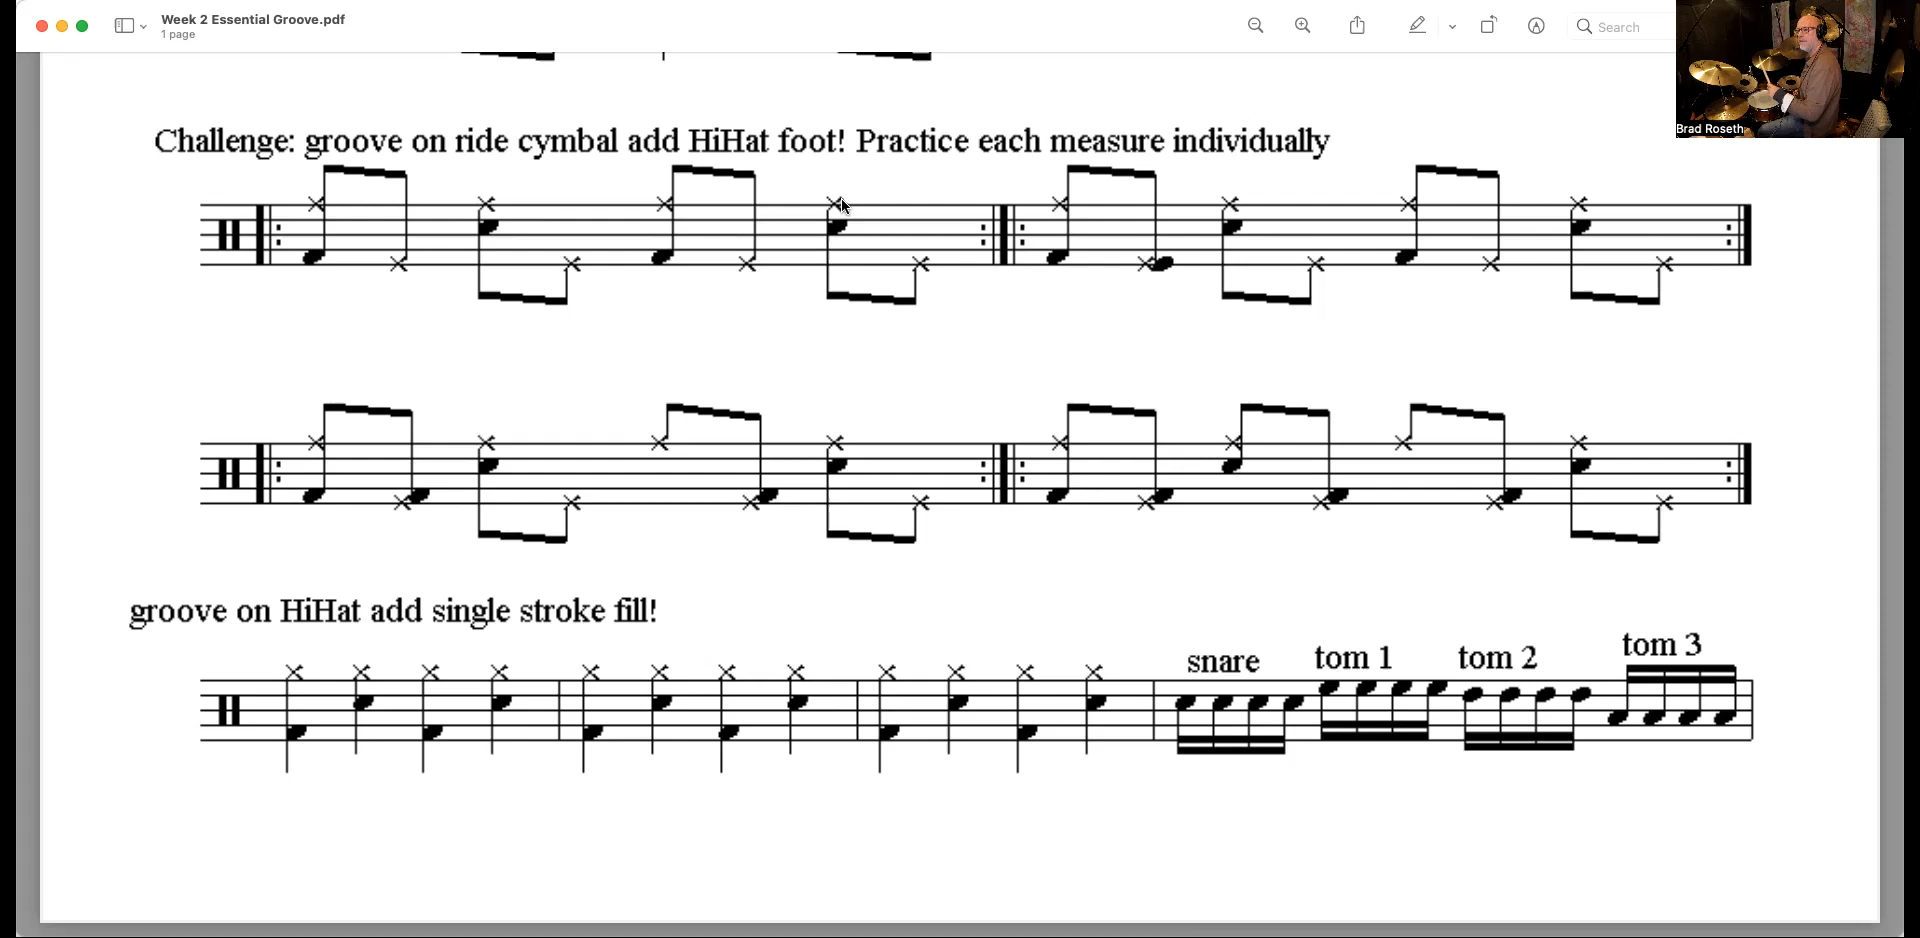 Week 2 Essential Groove.pdf
1 page
Search
Brad Roseth
Challenge: groove on ride cymbal add HiHat foot! Practice each measure individually
groove on HiHat add single stroke fill!
snare tom 1 tom 2 tom 3